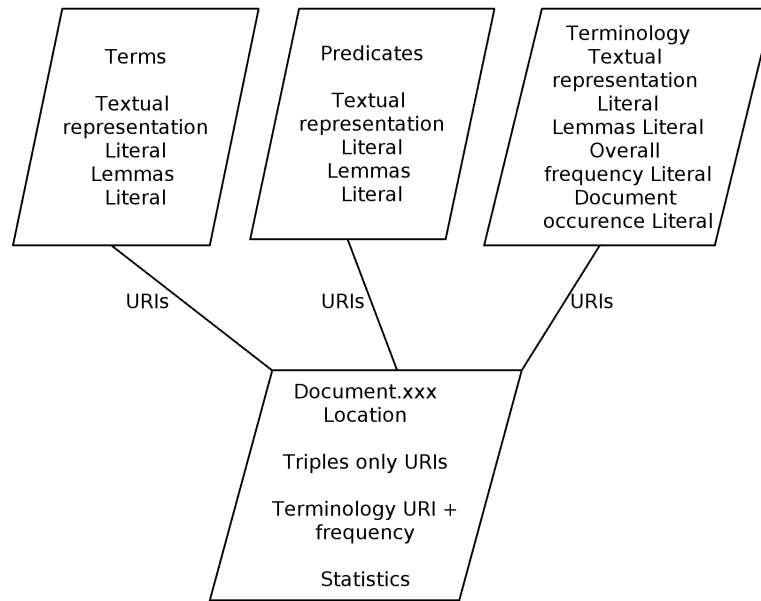 Terms
Textual
representation
Literal
Lemmas
Literal
Predicates
Textual
representation
Literal
Lemmas
Literal
Terminology
Textual
representation
Literal
Lemmas Literal
Overall
frequency Literal
Document
occurence Literal
URIs
URIs
URIs
Document.xxx
Location
Triples only URIs
Terminology URI +
frequency
Statistics